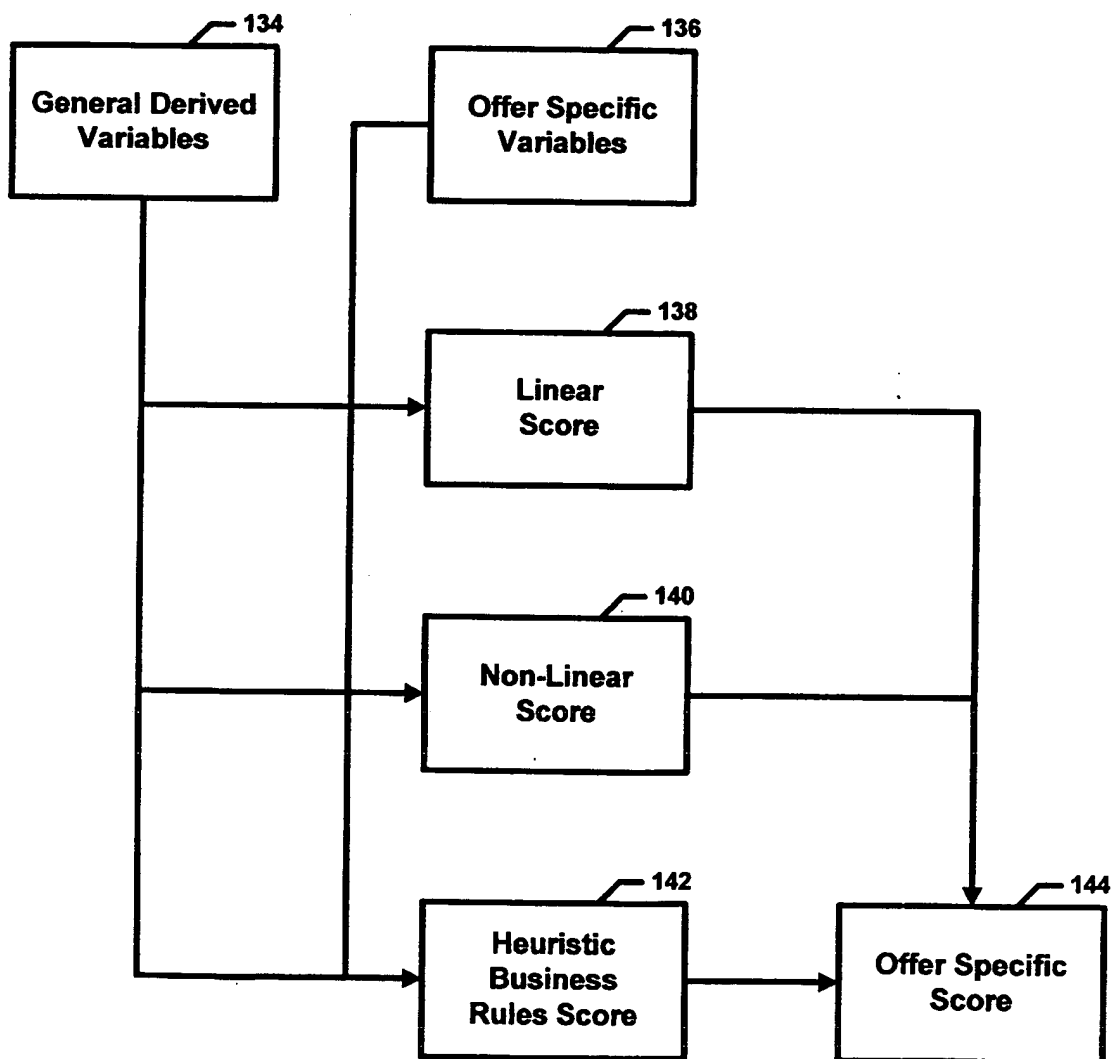 134
General Derived
Variables
136
Offer Specific
Variables
138
Linear
Score
140
Non-Linear
Score
142
Heuristic
Business
Rules Score
144
Offer Specific
Score